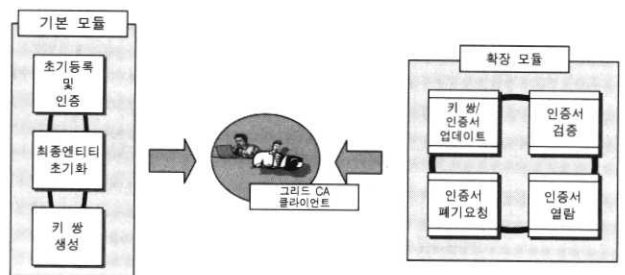 기본 모듈
초기등록
및
인증
최종엔티티
초기화
키 쌍
생성
그리드 CA
클라이언트
확장 모듈
키 쌍/
인증서
업데이트
인증서
검증
인증서
폐기요청
인증서
열람